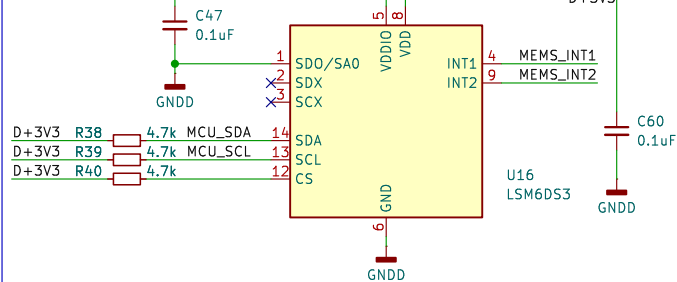 D+3V3
C47
0.1uF
5
8
VDDIO
VDD
1
SDO/SA0
INT1
4
MEMS_INT1
2
SDX
INT2
9
MEMS_INT2
3
SCX
GNDD
C60
0.1uF
D+3V3 R38 4.7k MCU_SDA 14 SDA
D+3V3 R39 4.7k MCU_SCL 13 SCL
D+3V3 R40 4.7k 12 CS
U16
LSM6DS3
GND
6
GNDD
GNDD